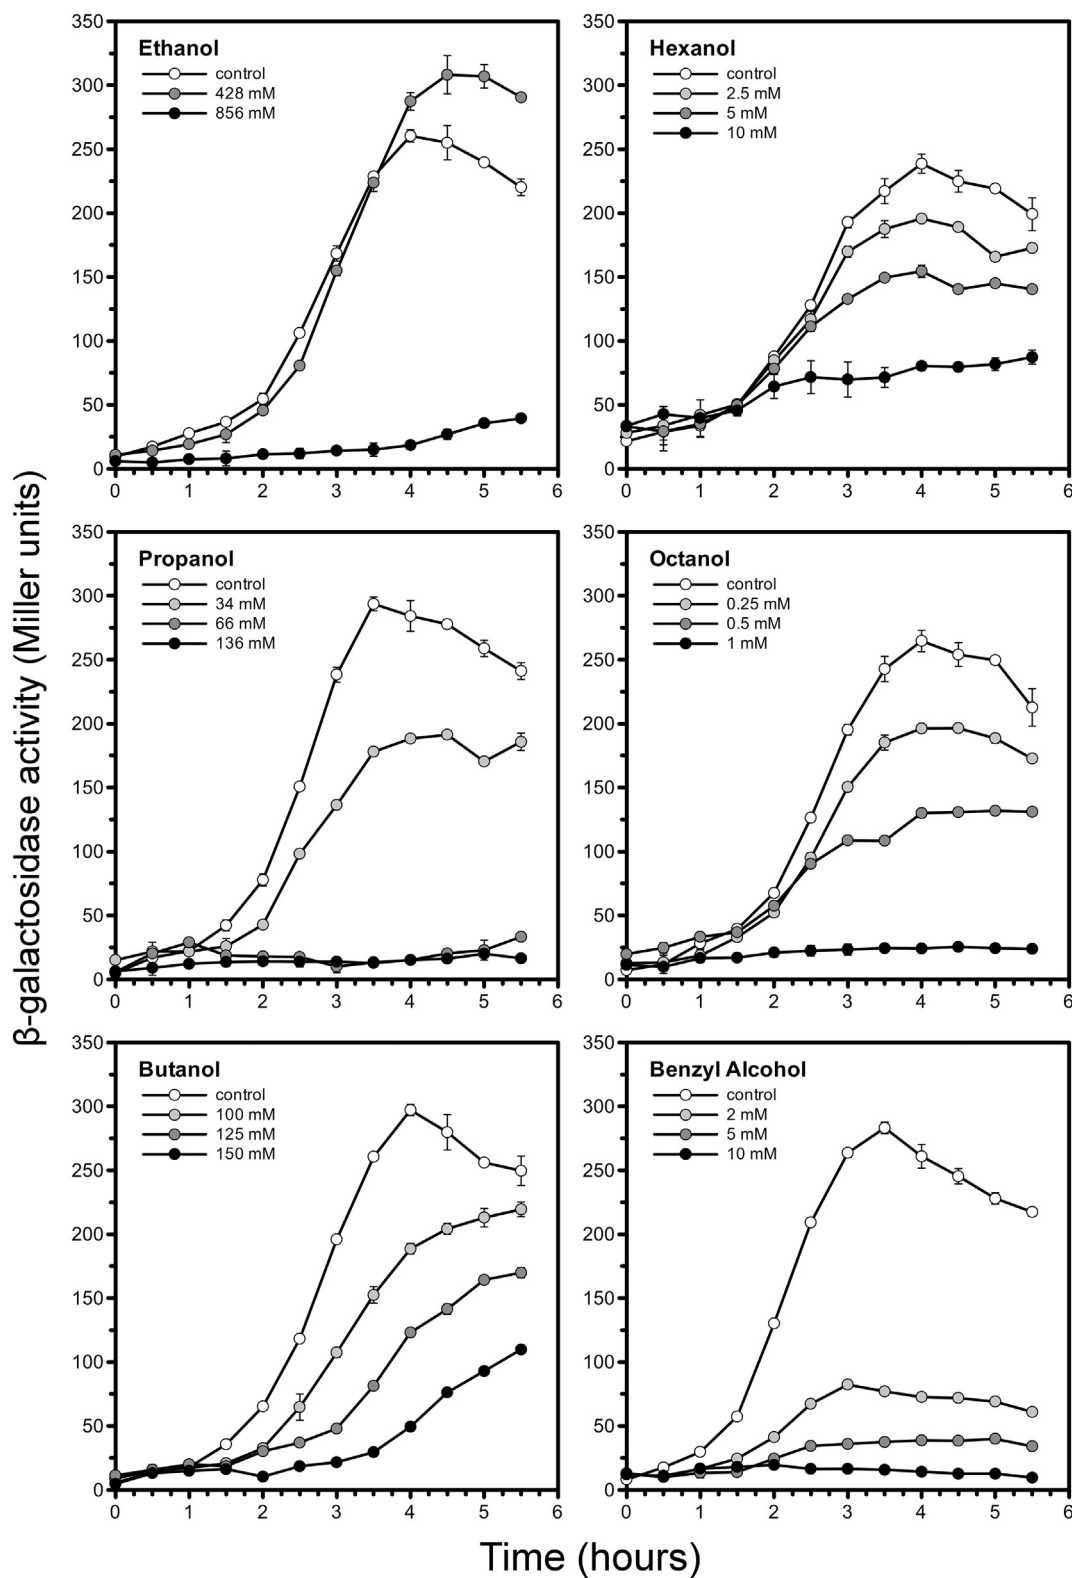 β-galactosidase activity (Miller units)
Ethanol
control
428 mM
856 mM
350
300
250
200
150
100
50
0
0 1 2 3 4 5 6
Hexanol
control
2.5 mM
5 mM
10 mM
350
300
250
200
150
100
50
0
0 1 2 3 4 5 6
Propanol
control
34 mM
66 mM
136 mM
350
300
250
200
150
100
50
0
0 1 2 3 4 5 6
Octanol
control
0.25 mM
0.5 mM
1 mM
350
300
250
200
150
100
50
0
0 1 2 3 4 5 6
Butanol
control
100 mM
125 mM
150 mM
350
300
250
200
150
100
50
0
0 1 2 3 4 5 6
Benzyl Alcohol
control
2 mM
5 mM
10 mM
350
300
250
200
150
100
50
0
0 1 2 3 4 5 6
Time (hours)